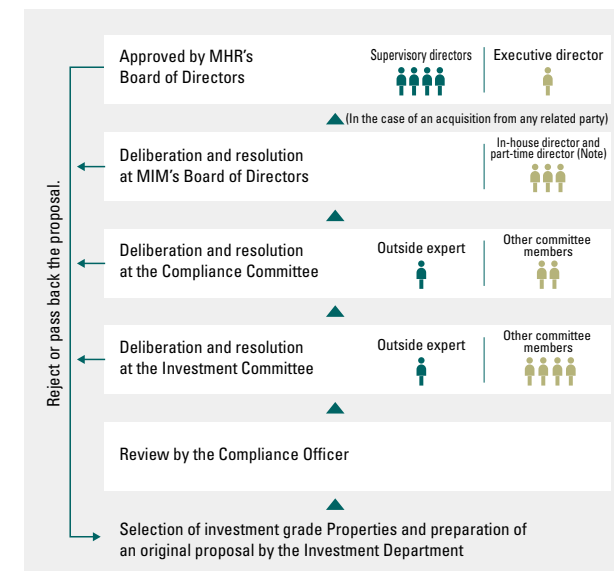 Approved by MHR's
Board of Directors
Supervisory directors
Executive director
(In the case of an acquisition from any related party)
Deliberation and resolution
at MIM's Board of Directors
In-house director and
part-time director (Note)
Deliberation and resolution
at the Compliance Committee
Outside expert
Other committee
members
Deliberation and resolution
at the Investment Committee
Outside expert
Other committee
members
Review by the Compliance Officer
Selection of investment grade Properties and preparation of
an original proposal by the Investment Department
Reject or pass back the proposal.